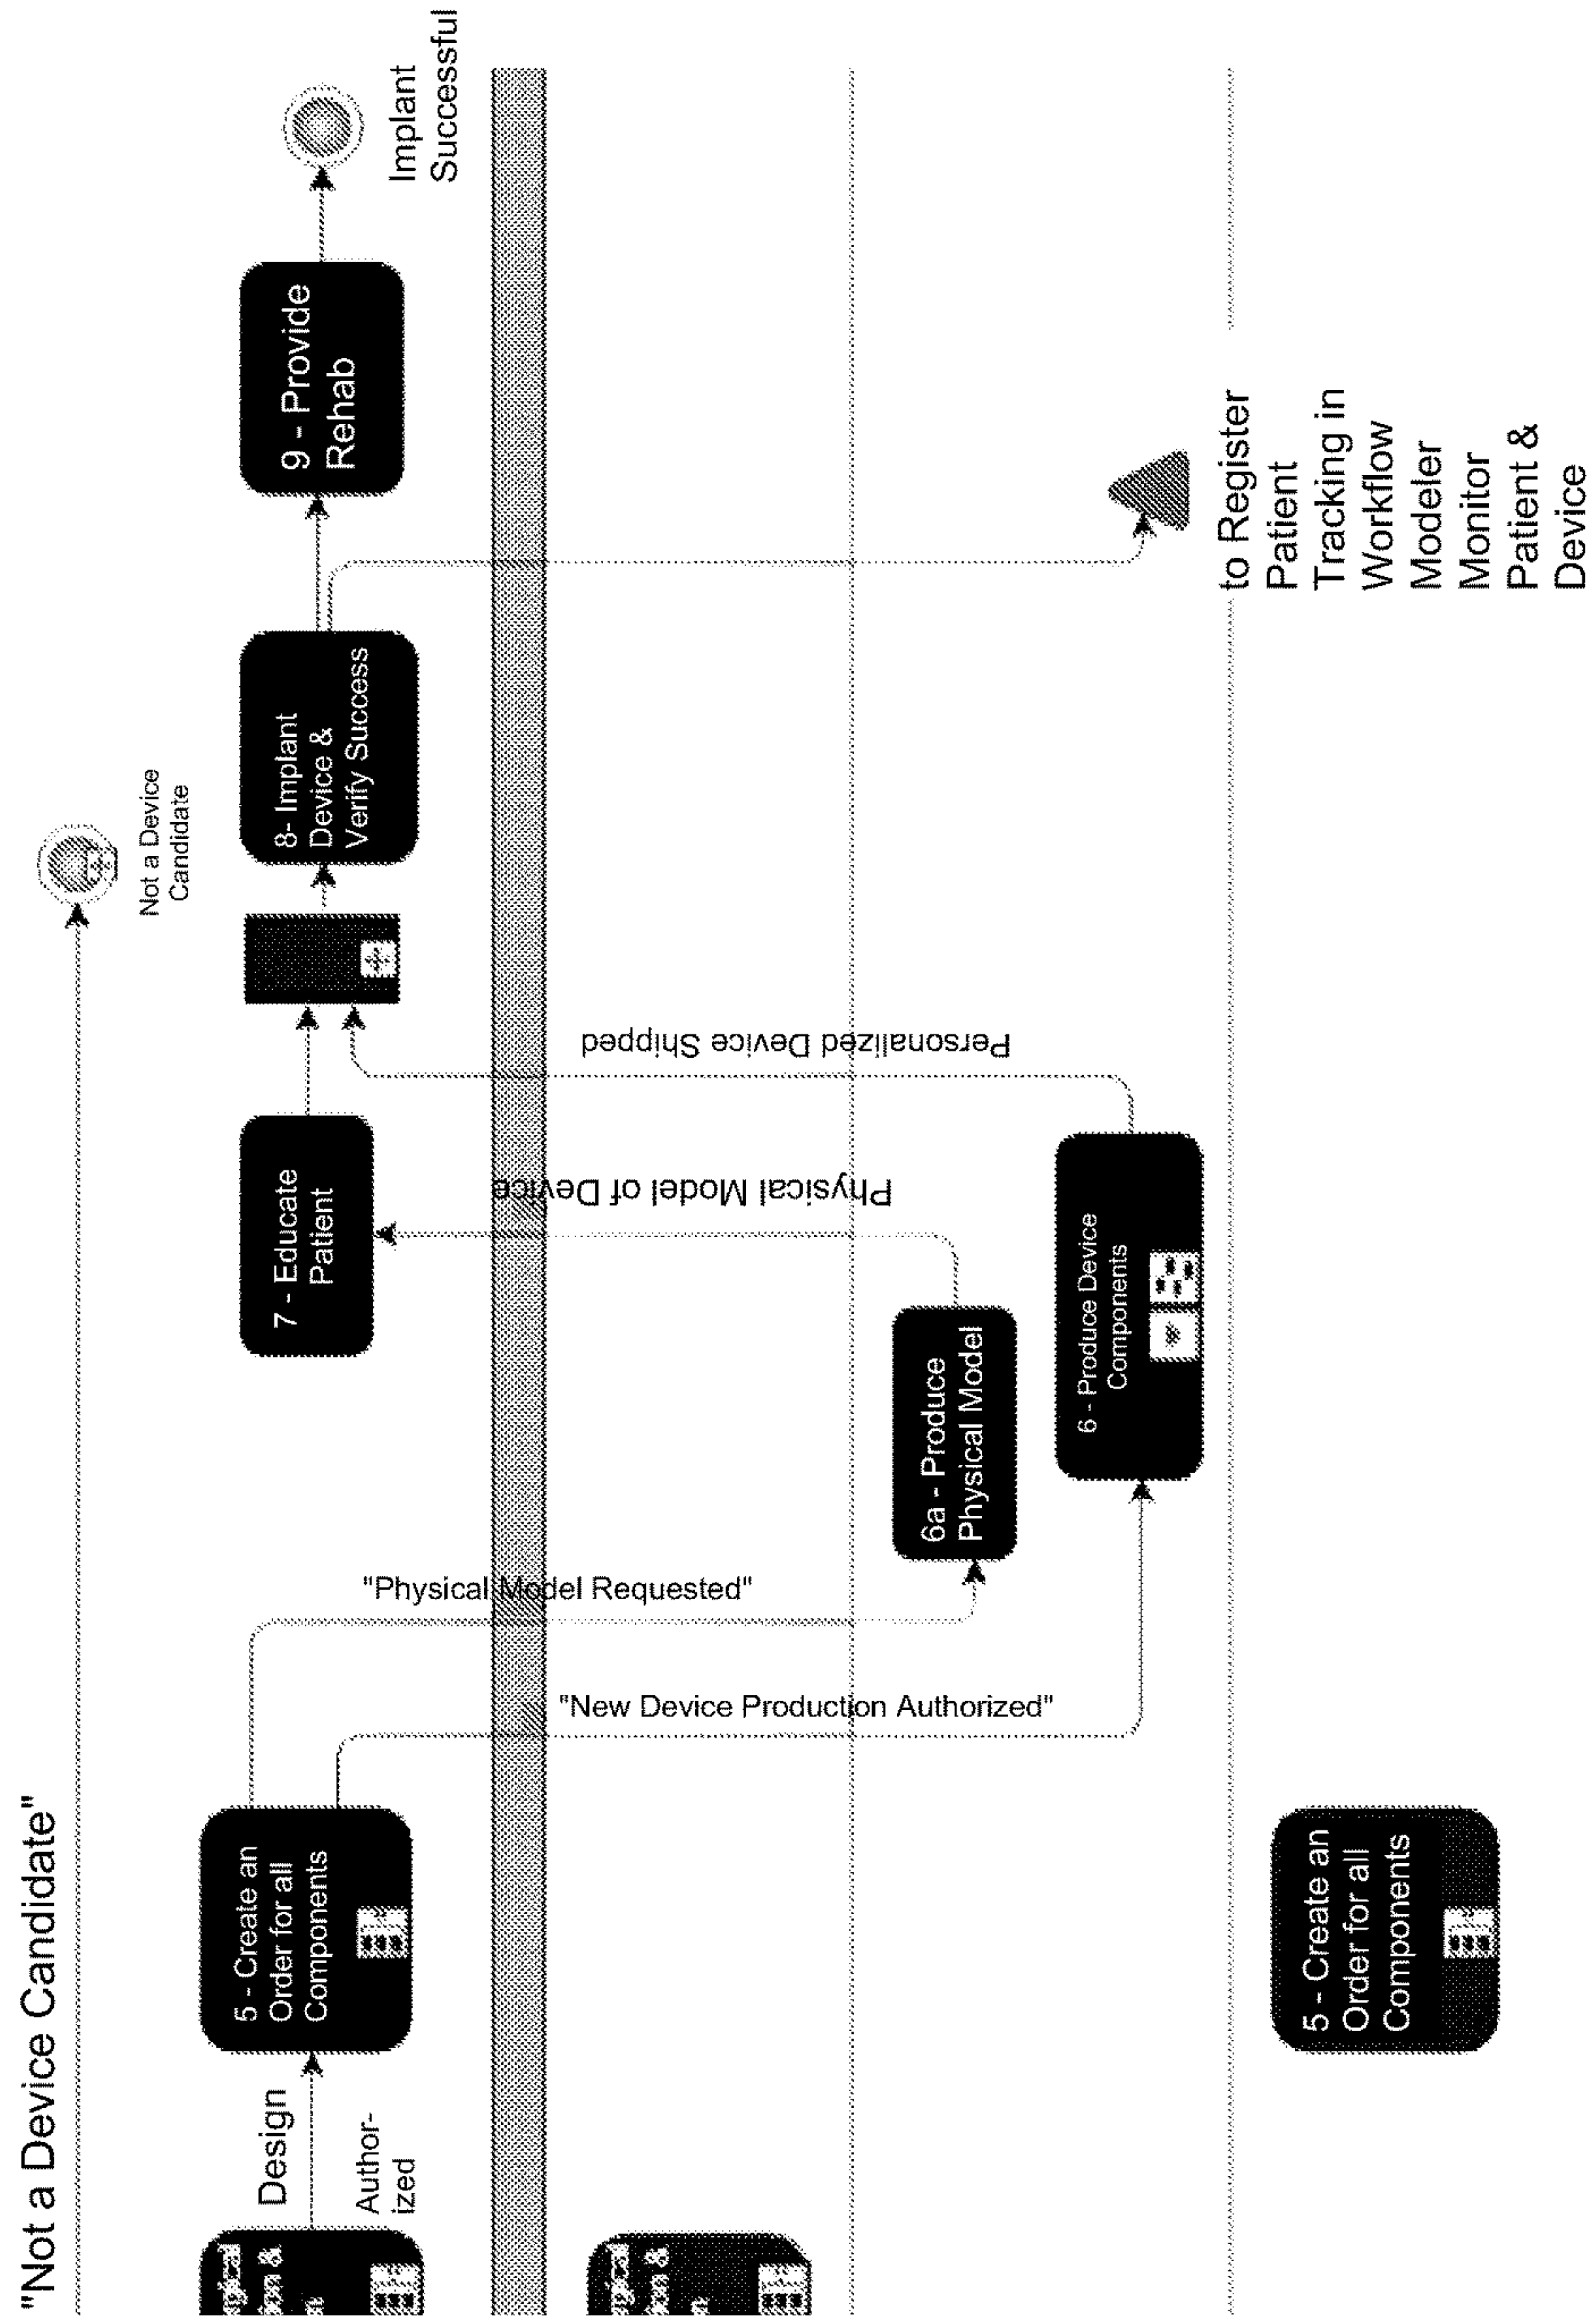 "Not a Device Candidate"
Not a Device
Candidate
Design
Author-
ized
5 - Create an
Order for all
Components
"Physical Model Requested"
"New Device Production Authorized"
7 - Educate
Patient
Physical Model of Device
Personalized Device Shipped
8- Implant
Device &
Verify Success
9 - Provide
Rehab
Implant
Successful
6a - Produce
Physical Model
6 - Produce Device
Components
5 - Create an
Order for all
Components
to Register
Patient
Tracking in
Workflow
Modeler
Monitor
Patient &
Device